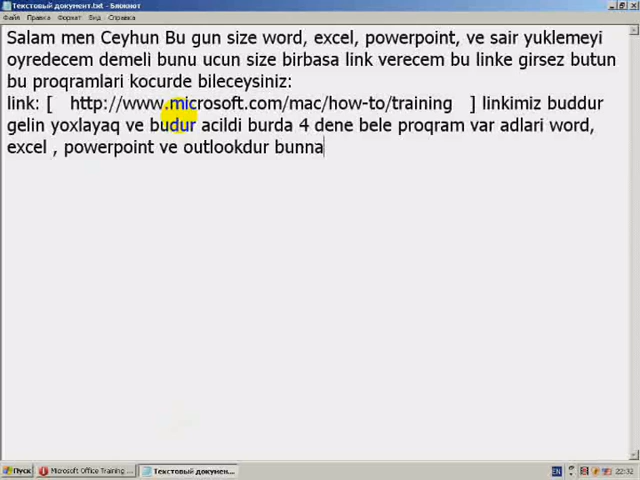 Текстовый документ.txt - Блокнот
Файл Правка Формат Вид Справка
Salam men Ceyhun Bu gun size word, excel, powerpoint, ve sair yuklemeyi
oyredecem demeli bunu ucun size birbasa link verecem bu linke girsez butun
bu proqramlari kocurde bileceysiniz:
link: [ http://www.microsoft.com/mac/how-to/training ] linkimiz buddur
gelin yoxlayaq ve budur acildi burda 4 dene bele proqram var adlari word,
excel , powerpoint ve outlookdur bunna
Пуск Microsoft Office Training ... Текстовый докумен... EN 22:32